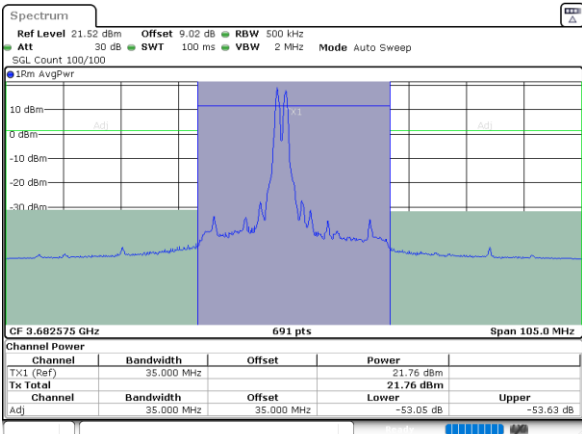 Spectrum
Ref Level 21.52 dBm Offset 9.02 dB RBW 500 kHz
Att 30 dB SWT 100 ms VBW 2 MHz Mode Auto Sweep
SGL Count 100/100
1Rm AvgPwr
10 dBm
TX1
Adj Adj
0 dBm
-10 dBm
-20 dBm
-30 dBm
CF 3.682575 GHz 691 pts Span 105.0 MHz
Channel Power
Channel Bandwidth Offset Power
TX1 (Ref) 35.000 MHz 21.76 dBm
Tx Total 21.76 dBm
Channel Bandwidth Offset Lower Upper
Adj 35.000 MHz 35.000 MHz -53.05 dB -53.63 dB
Ready